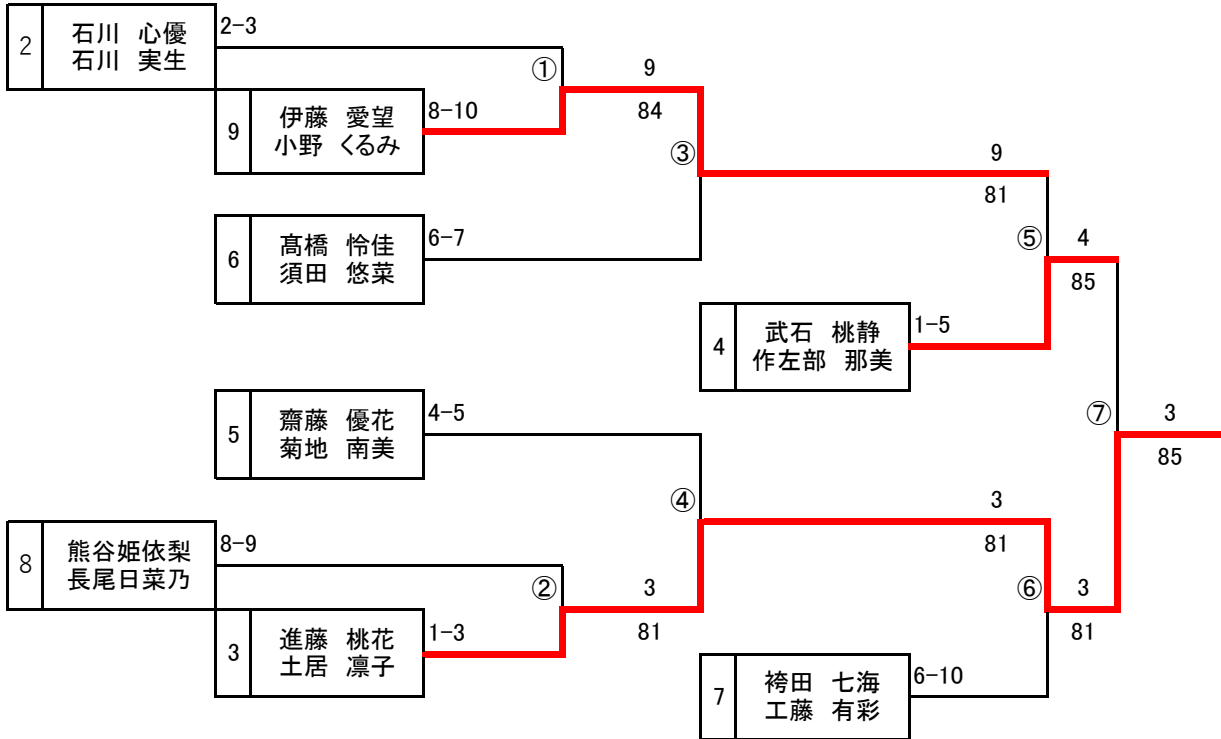 2
石川 心優
石川 実生
2-3
①
9
84
9
伊藤 愛望
小野 くるみ
8-10
③
9
81
6
髙橋 怜佳
須田 悠菜
6-7
⑤
4
85
4
武石 桃静
作左部 那美
1-5
5
齋藤 優花
菊地 南美
4-5
⑦
3
85
④
3
81
8
熊谷姫依梨
長尾日菜乃
8-9
②
3
81
⑥
3
81
3
進藤 桃花
土居 凛子
1-3
7
袴田 七海
工藤 有彩
6-10